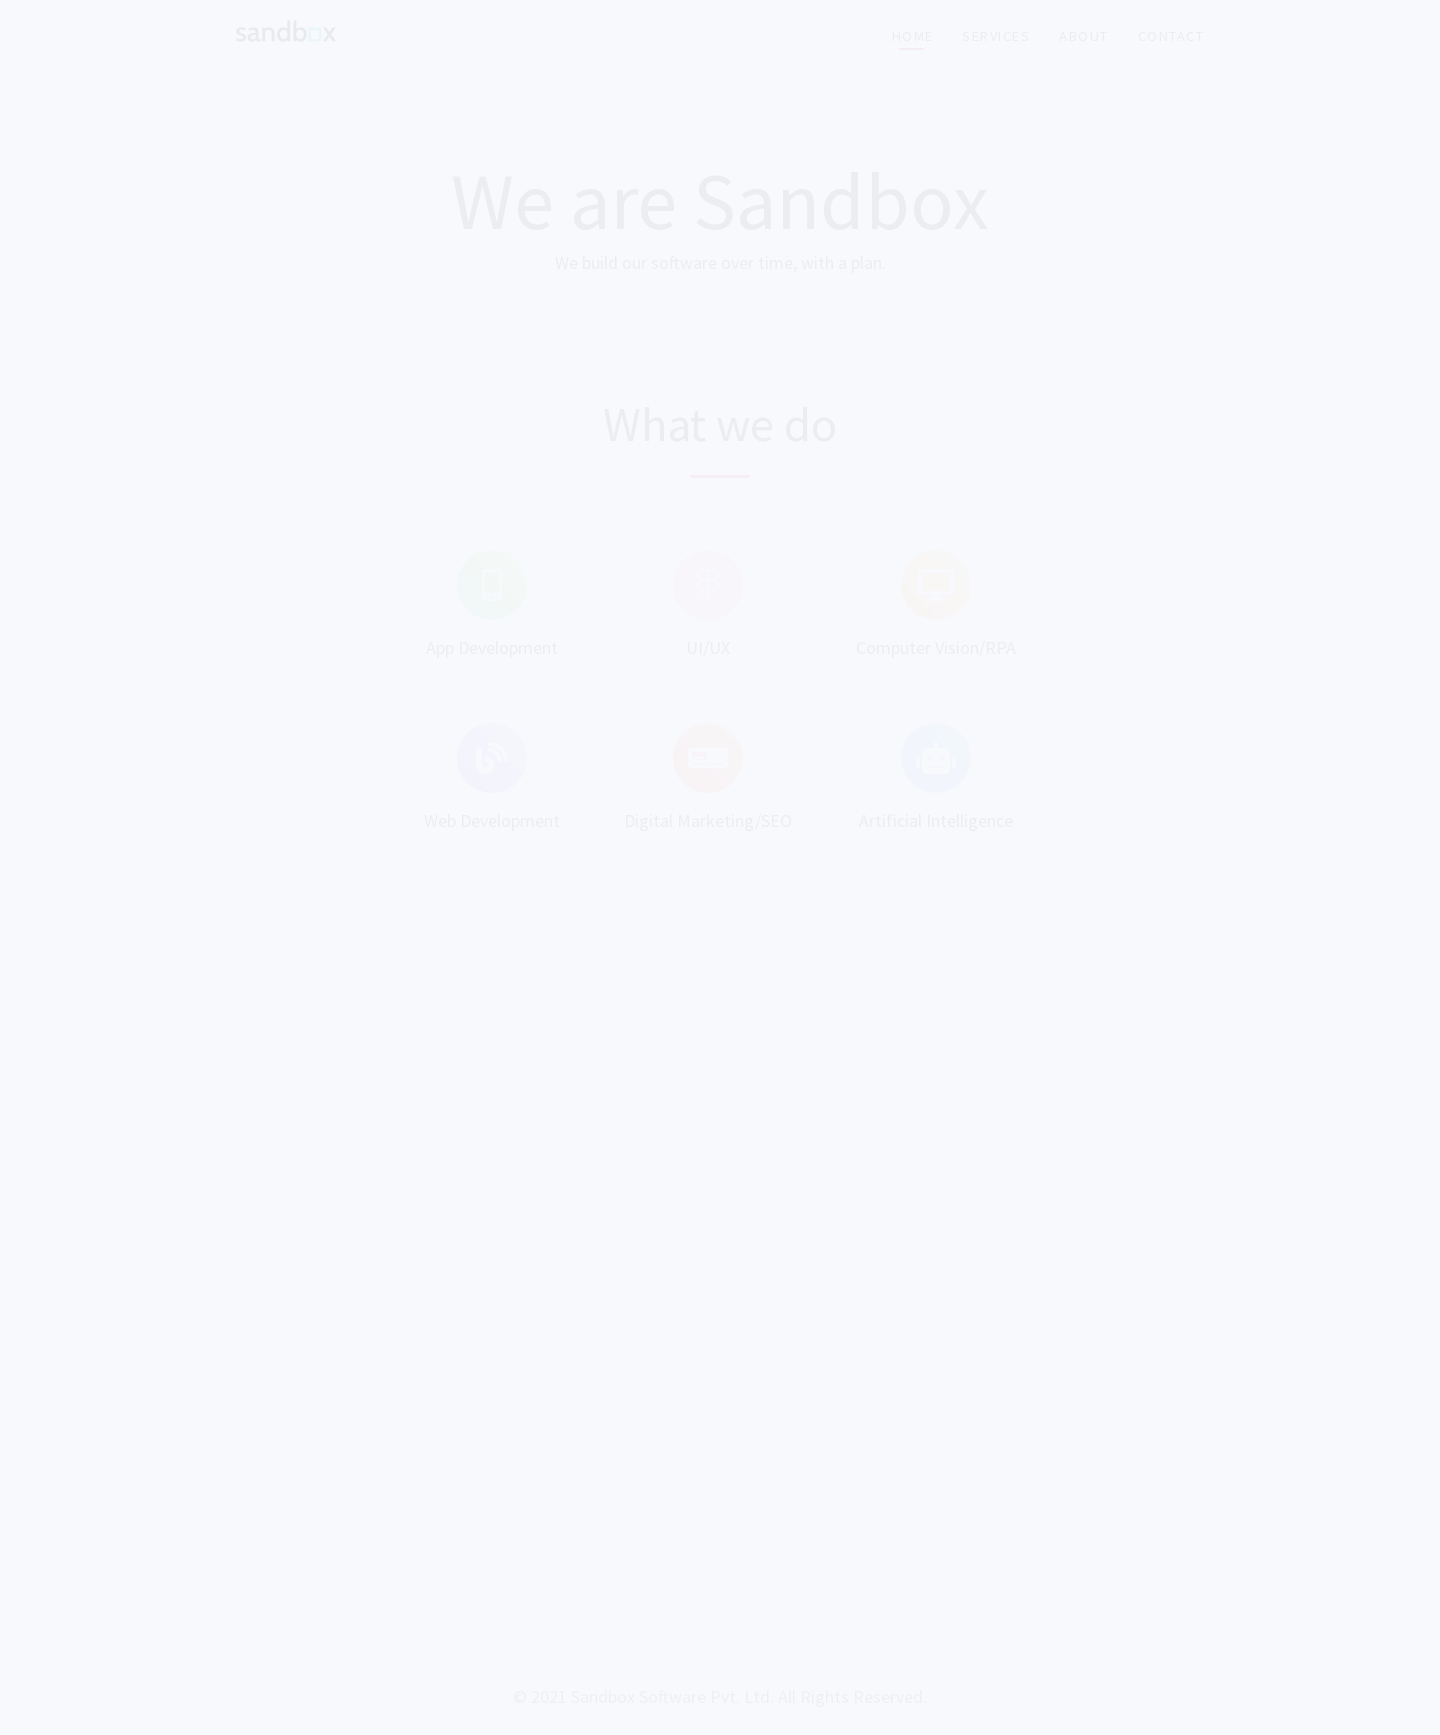 sandbox
HOME SERVICES ABOUT CONTACT
We are Sandbox
We build our software over time, with a plan.
What we do
App Development
UI/UX
Computer Vision/RPA
Web Development
Digital Marketing/SEO
Artificial Intelligence
© 2021 Sandbox Software Pvt. Ltd. All Rights Reserved.